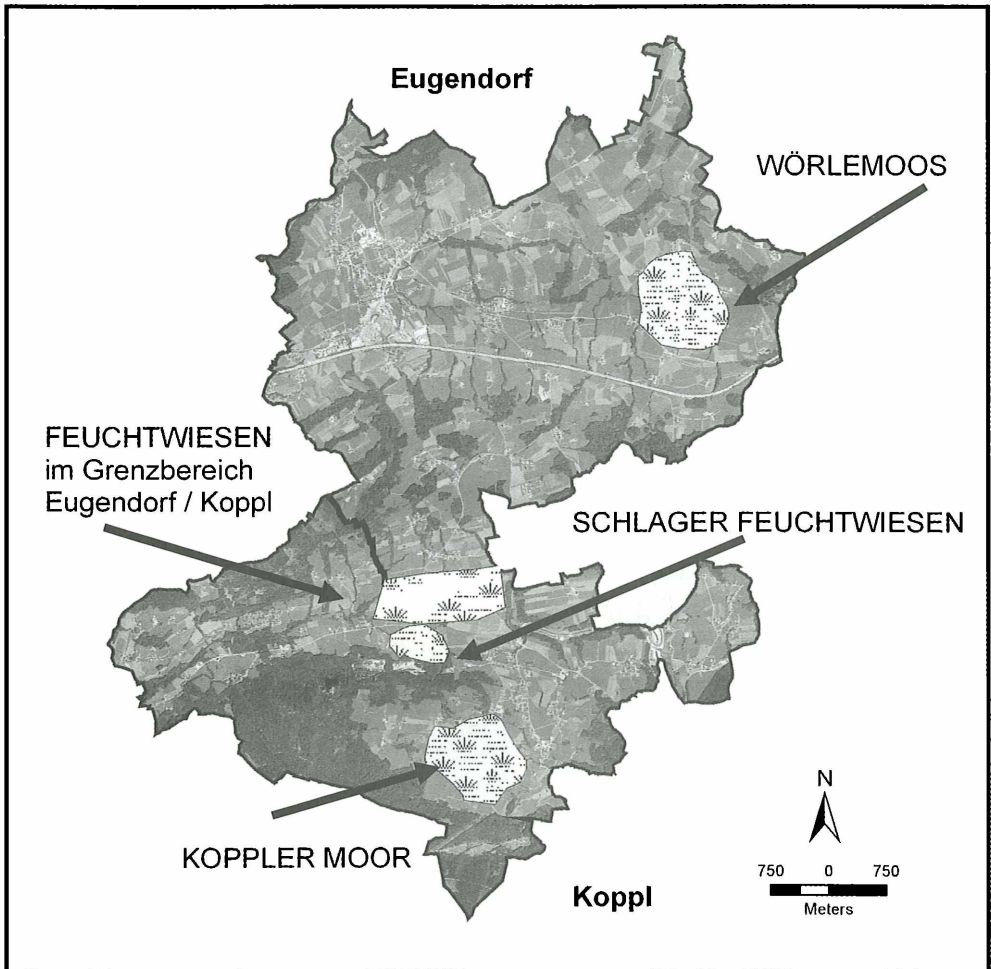 Eugendorf
WÖRLEMOOS
FEUCHTWIESEN
im Grenzbereich
Eugendorf / Koppl
SCHLAGER FEUCHTWIESEN
KOPPLER MOOR
Koppl
N
750 0 750
Meters